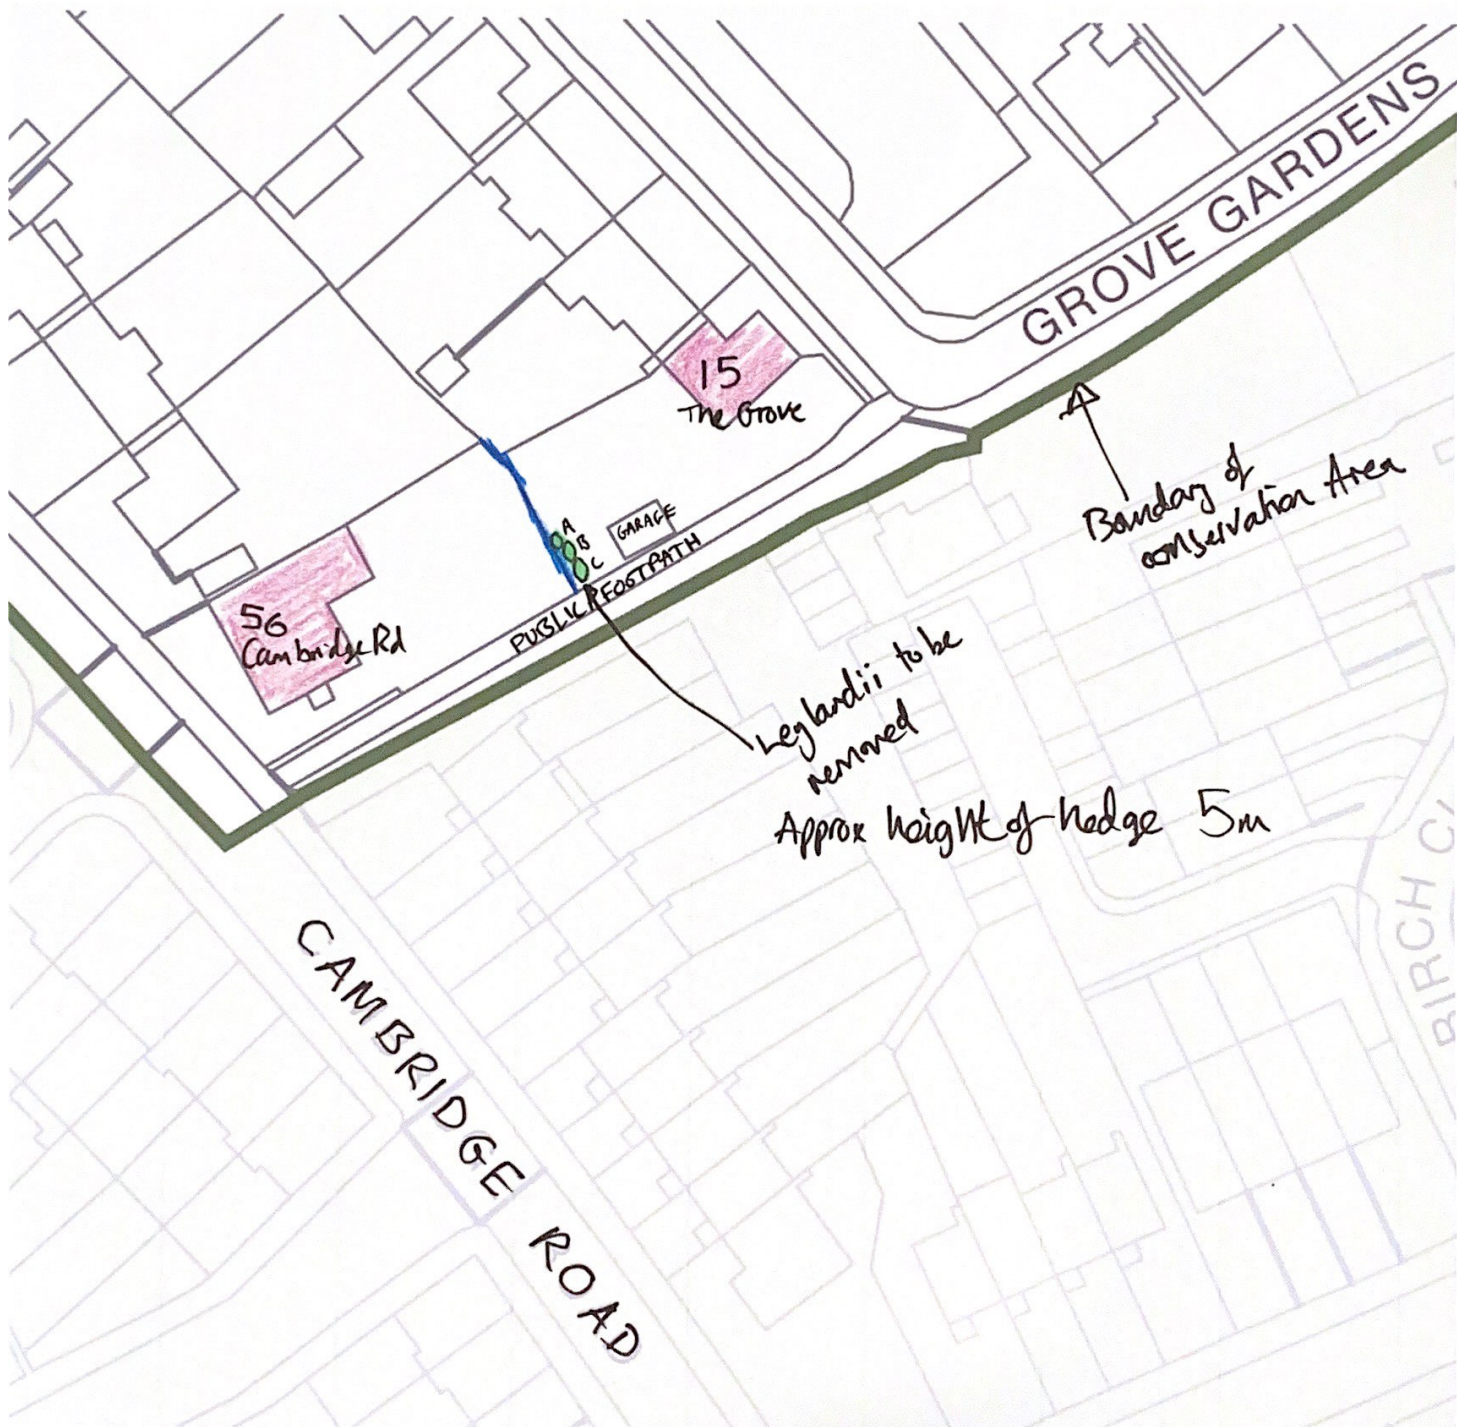 GROVE GARDENS
15
The Grove
Boundary of
conservation Area
A
B
C
GARAGE
PUBLIC FOOTPATH
56
Cambridge Rd
Leylandii to be
removed
Approx height of hedge 5m
CAMBRIDGE ROAD
BIRCH